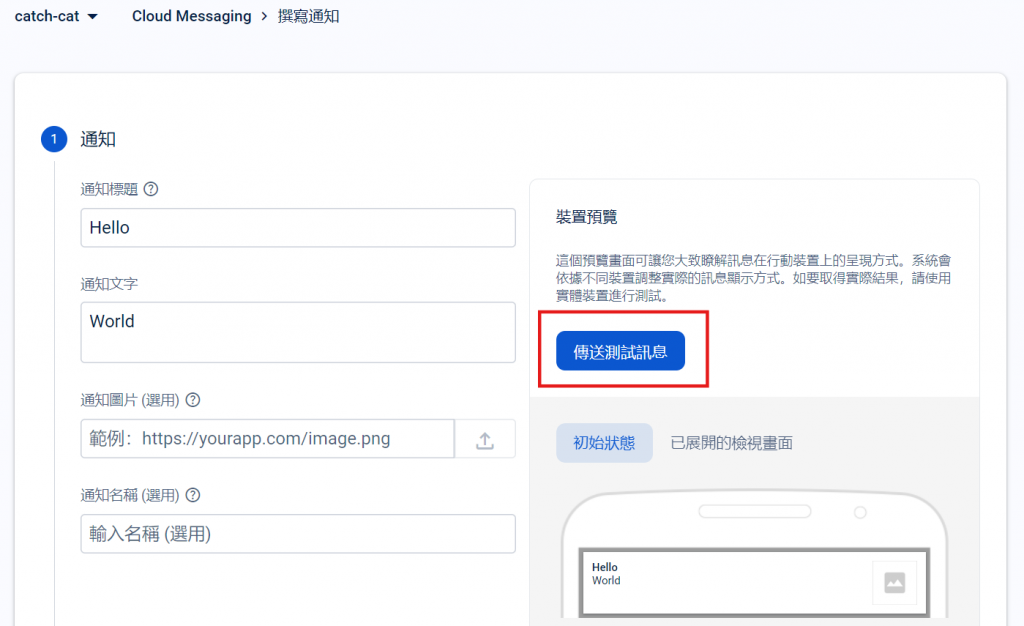 catch-cat
Cloud Messaging > 撰寫通知
1 通知
通知標題
Hello
通知文字
World
通知圖片 (選用)
範例：https://yourapp.com/image.png
通知名稱 (選用)
輸入名稱 (選用)
裝置預覽
這個預覽畫面可讓您大致瞭解訊息在行動裝置上的呈現方式。系統會
依據不同裝置調整實際的訊息顯示方式。如要取得實際結果，請使用
實體裝置進行測試。
傳送測試訊息
初始狀態
已展開的檢視畫面
Hello
World